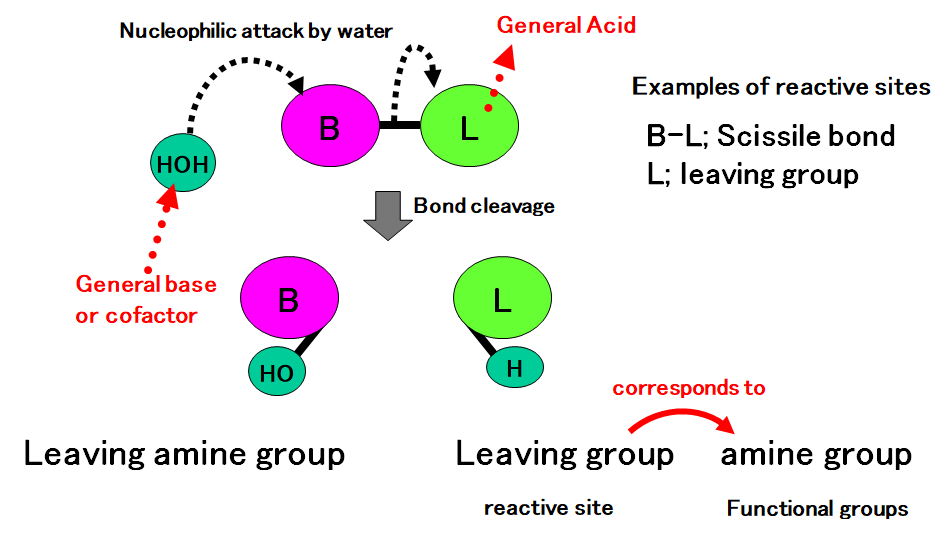 General Acid
Nucleophilic attack by water
Examples of reactive sites
B
L
B-L; Scissile bond
HOH
L; leaving group
Bond cleavage
General base
or cofactor
B
L
HO
H
corresponds to
Leaving amine group
Leaving group
amine group
reactive site
Functional groups